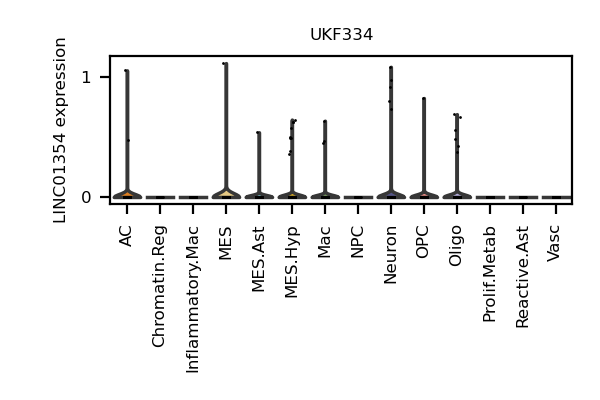 UKF334
LINC01354 expression
1
0
AC
Chromatin.Reg
Inflammatory.Mac
MES
MES.Ast
MES.Hyp
Mac
NPC
Neuron
OPC
Oligo
Prolif.Metab
Reactive.Ast
Vasc